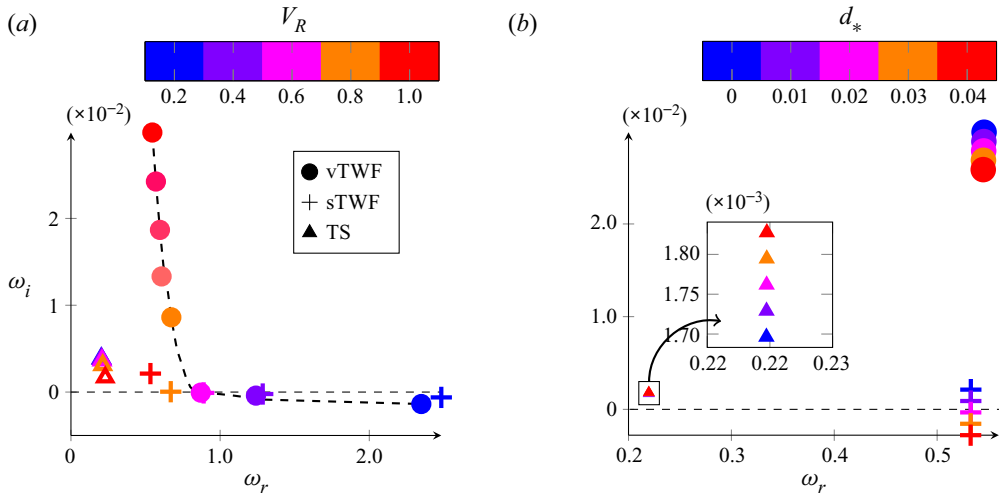 (a)
V_R
0.2 0.4 0.6 0.8 1.0
(×10⁻²)
2
1
0
ω_i
vTWF
sTWF
TS
0 1.0 2.0
ω_r
(b)
d_*
0 0.01 0.02 0.03 0.04
(×10⁻²)
2.0
1.0
0
(×10⁻³)
1.80
1.75
1.70
0.22 0.22 0.23
0.2 0.3 0.4 0.5
ω_r